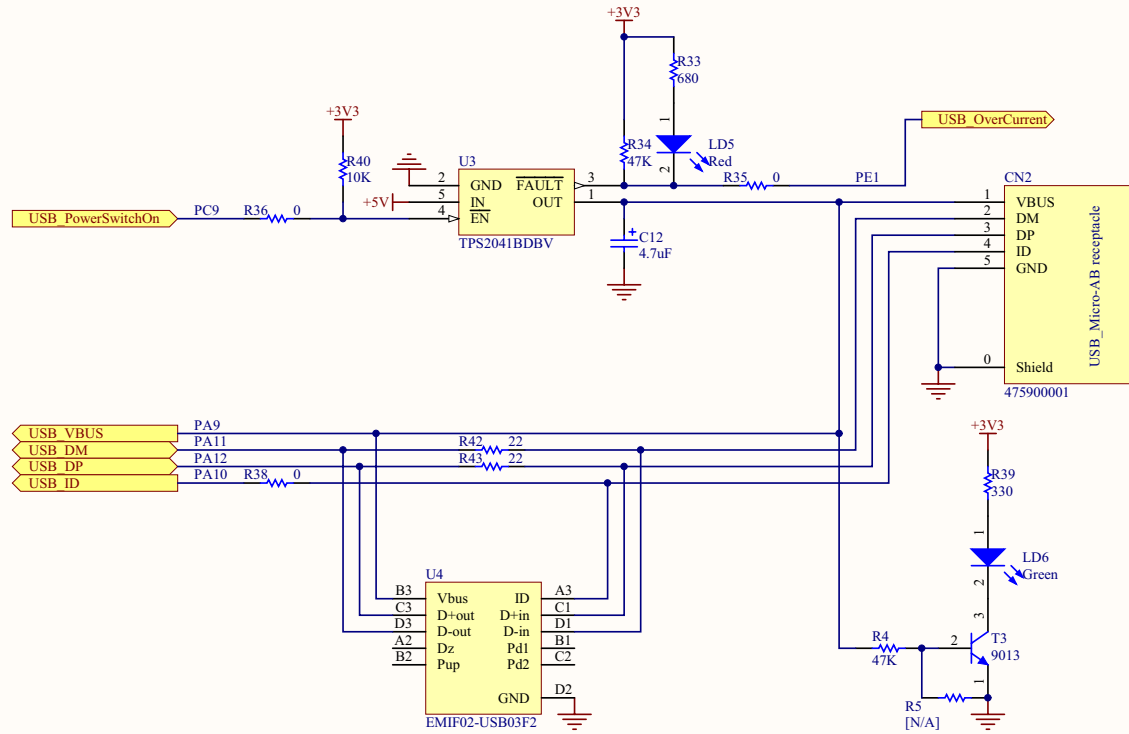 +3V3
R33
680
USB_OverCurrent
+3V3
R34
47K
1
LD5
Red
2
R40
10K
U3
R35 0
PE1
CN2
2 GND FAULT 3
+5V 5 IN OUT 1
USB_PowerSwitchOn PC9 R36 0 4 EN
TPS2041BDBV
C12
4.7uF
+
1 VBUS
2 DM
3 DP
4 ID
5 GND
USB_Micro-AB receptacle
0 Shield
475900001
USB_VBUS PA9
USB_DM PA11 R42 22
USB_DP PA12 R43 22
USB_ID PA10 R38 0
+3V3
R39
330
1
LD6
Green
2
U4
B3 Vbus ID A3
C3 D+out D+in C1
D3 D-out D-in D1
A2 Dz Pd1 B1
B2 Pup Pd2 C2
GND D2
EMIF02-USB03F2
3
R4
47K
2
T3
9013
1
R5
[N/A]